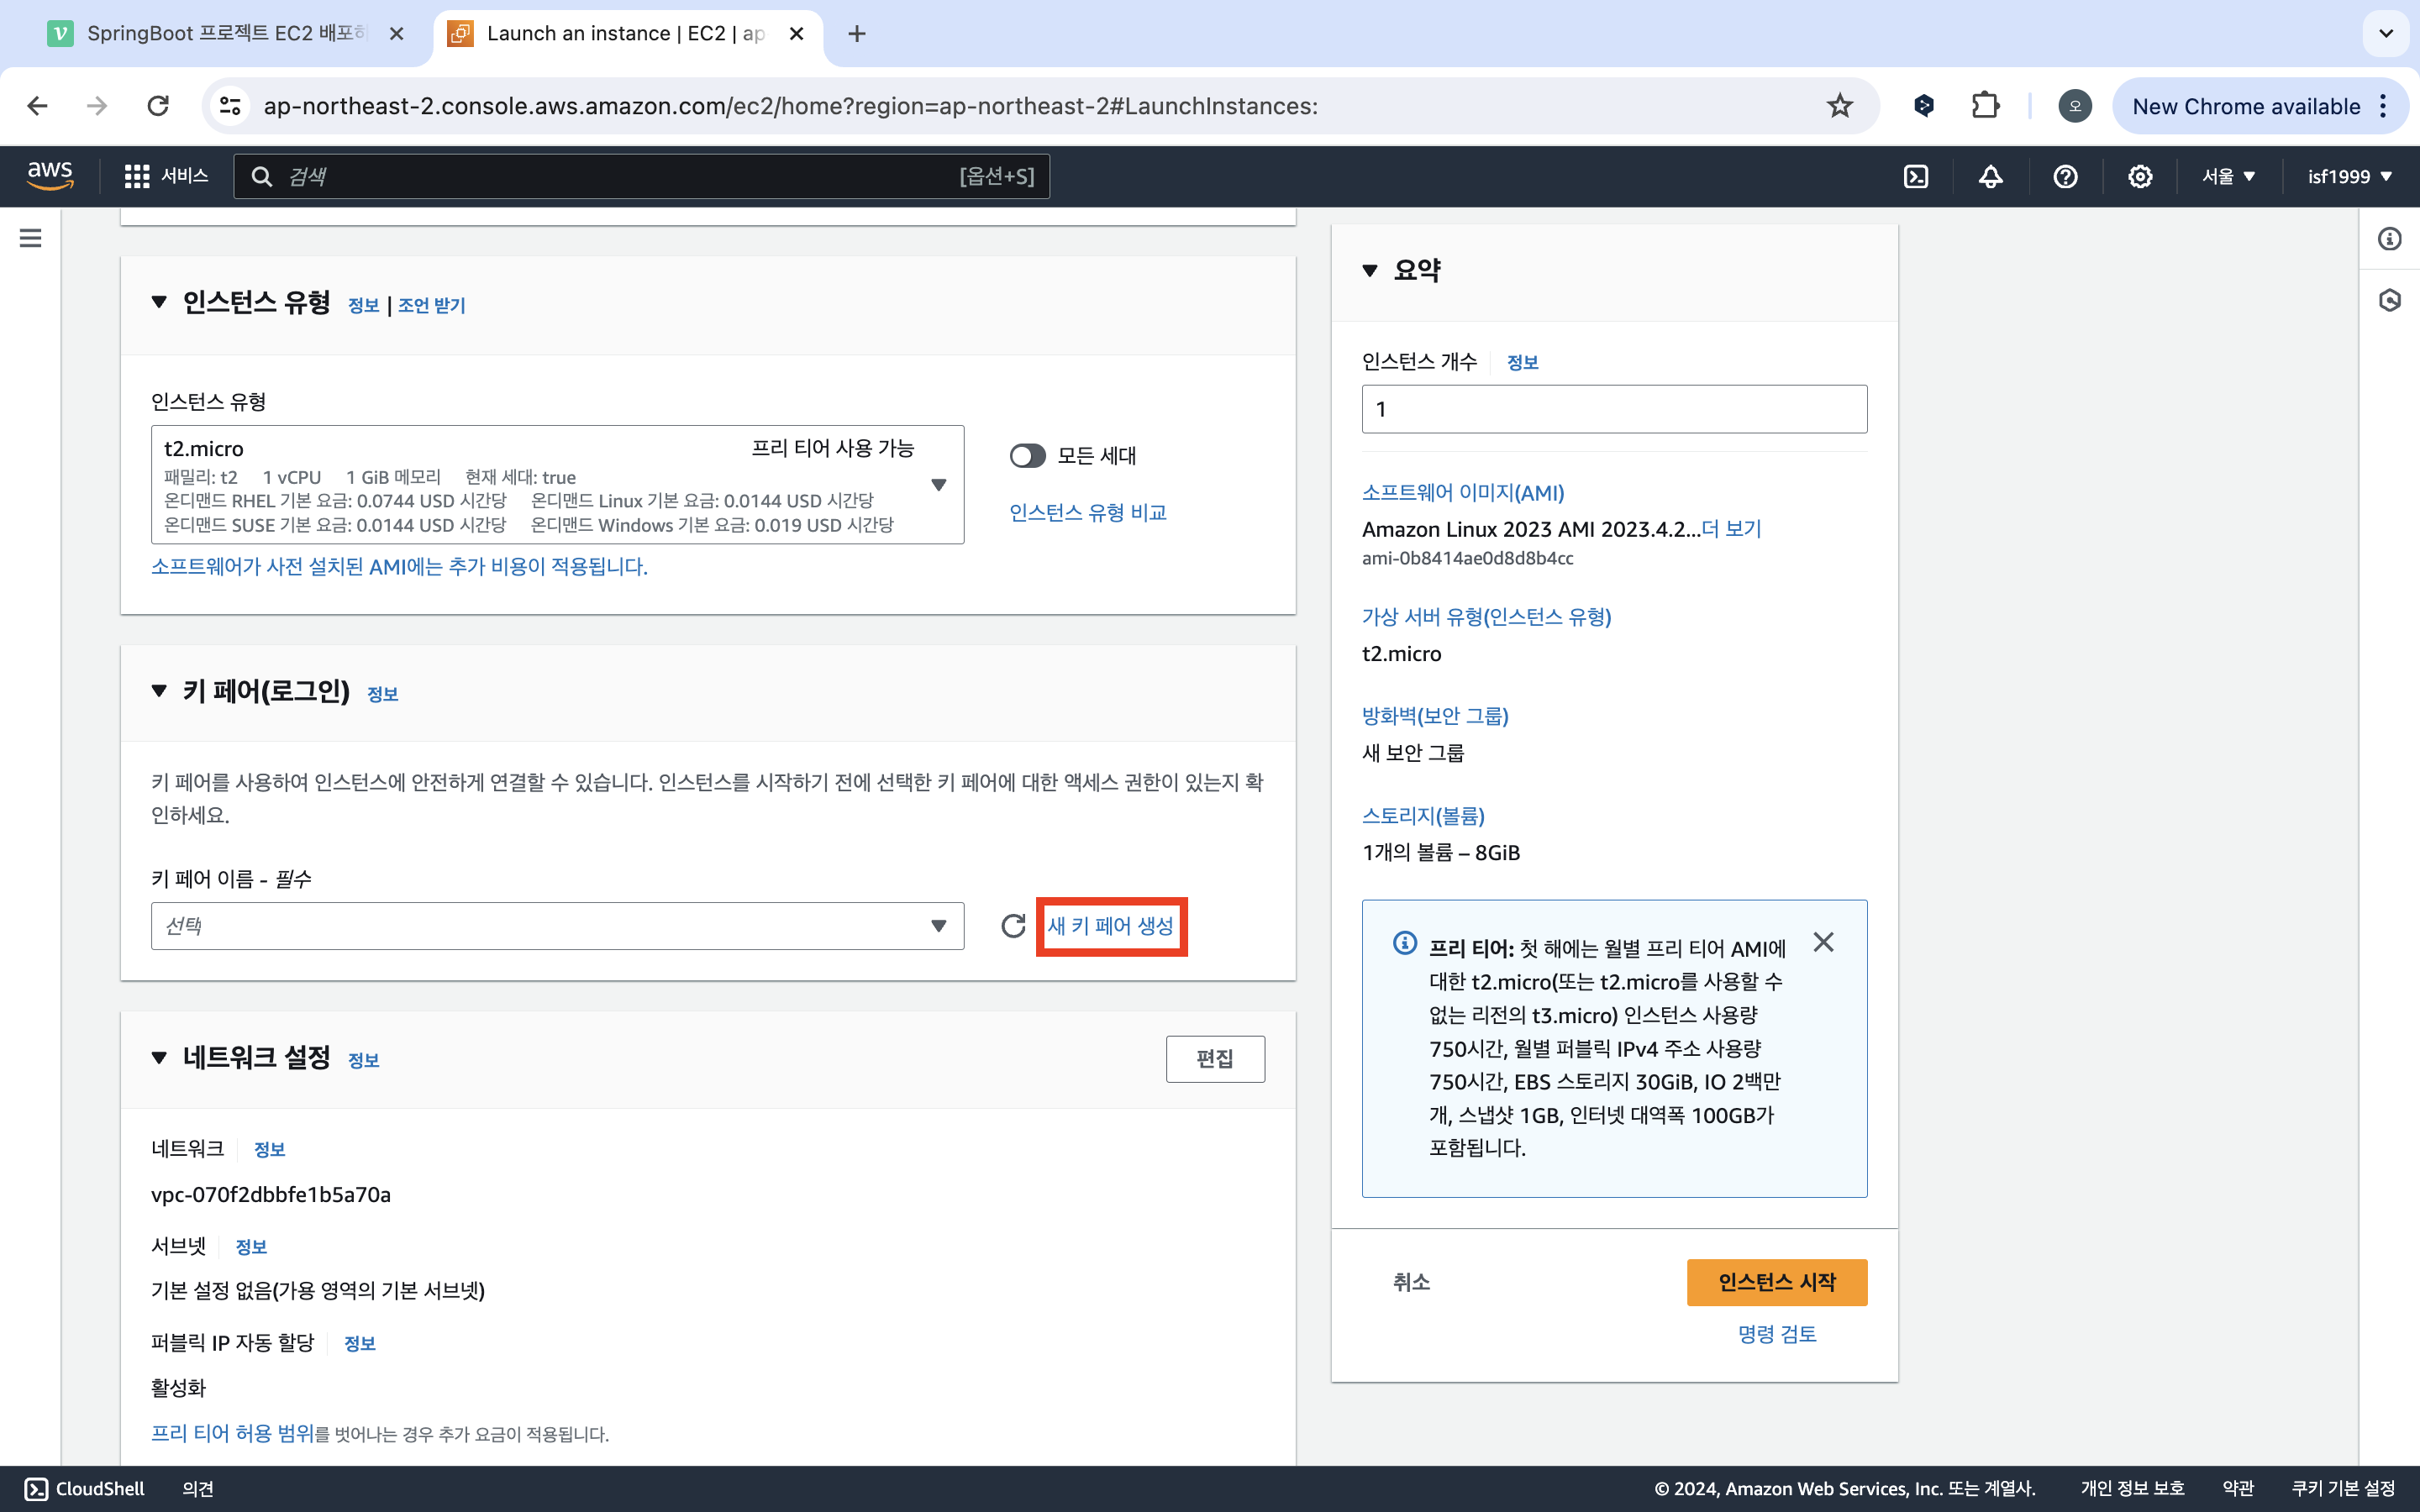 SpringBoot 프로젝트 EC2 배포하
Launch an instance | EC2 | ap
ap-northeast-2.console.aws.amazon.com/ec2/home?region=ap-northeast-2#LaunchInstances:
오
New Chrome available
aws
서비스
검색
[옵션+S]
서울
isf1999
인스턴스 유형 정보 | 조언 받기
인스턴스 유형
t2.micro 프리 티어 사용 가능
패밀리: t2 1 vCPU 1 GiB 메모리 현재 세대: true
온디맨드 RHEL 기본 요금: 0.0744 USD 시간당 온디맨드 Linux 기본 요금: 0.0144 USD 시간당
온디맨드 SUSE 기본 요금: 0.0144 USD 시간당 온디맨드 Windows 기본 요금: 0.019 USD 시간당
모든 세대
인스턴스 유형 비교
소프트웨어가 사전 설치된 AMI에는 추가 비용이 적용됩니다.
키 페어(로그인) 정보
키 페어를 사용하여 인스턴스에 안전하게 연결할 수 있습니다. 인스턴스를 시작하기 전에 선택한 키 페어에 대한 액세스 권한이 있는지 확
인하세요.
키 페어 이름 - 필수
선택
새 키 페어 생성
네트워크 설정 정보
편집
네트워크 정보
vpc-070f2dbbfe1b5a70a
서브넷 정보
기본 설정 없음(가용 영역의 기본 서브넷)
퍼블릭 IP 자동 할당 정보
활성화
프리 티어 허용 범위를 벗어나는 경우 추가 요금이 적용됩니다.
요약
인스턴스 개수 정보
1
소프트웨어 이미지(AMI)
Amazon Linux 2023 AMI 2023.4.2...더 보기
ami-0b8414ae0d8d8b4cc
가상 서버 유형(인스턴스 유형)
t2.micro
방화벽(보안 그룹)
새 보안 그룹
스토리지(볼륨)
1개의 볼륨 – 8GiB
프리 티어: 첫 해에는 월별 프리 티어 AMI에
대한 t2.micro(또는 t2.micro를 사용할 수
없는 리전의 t3.micro) 인스턴스 사용량
750시간, 월별 퍼블릭 IPv4 주소 사용량
750시간, EBS 스토리지 30GiB, IO 2백만
개, 스냅샷 1GB, 인터넷 대역폭 100GB가
포함됩니다.
취소
인스턴스 시작
명령 검토
CloudShell
의견
© 2024, Amazon Web Services, Inc. 또는 계열사.
개인 정보 보호
약관
쿠키 기본 설정